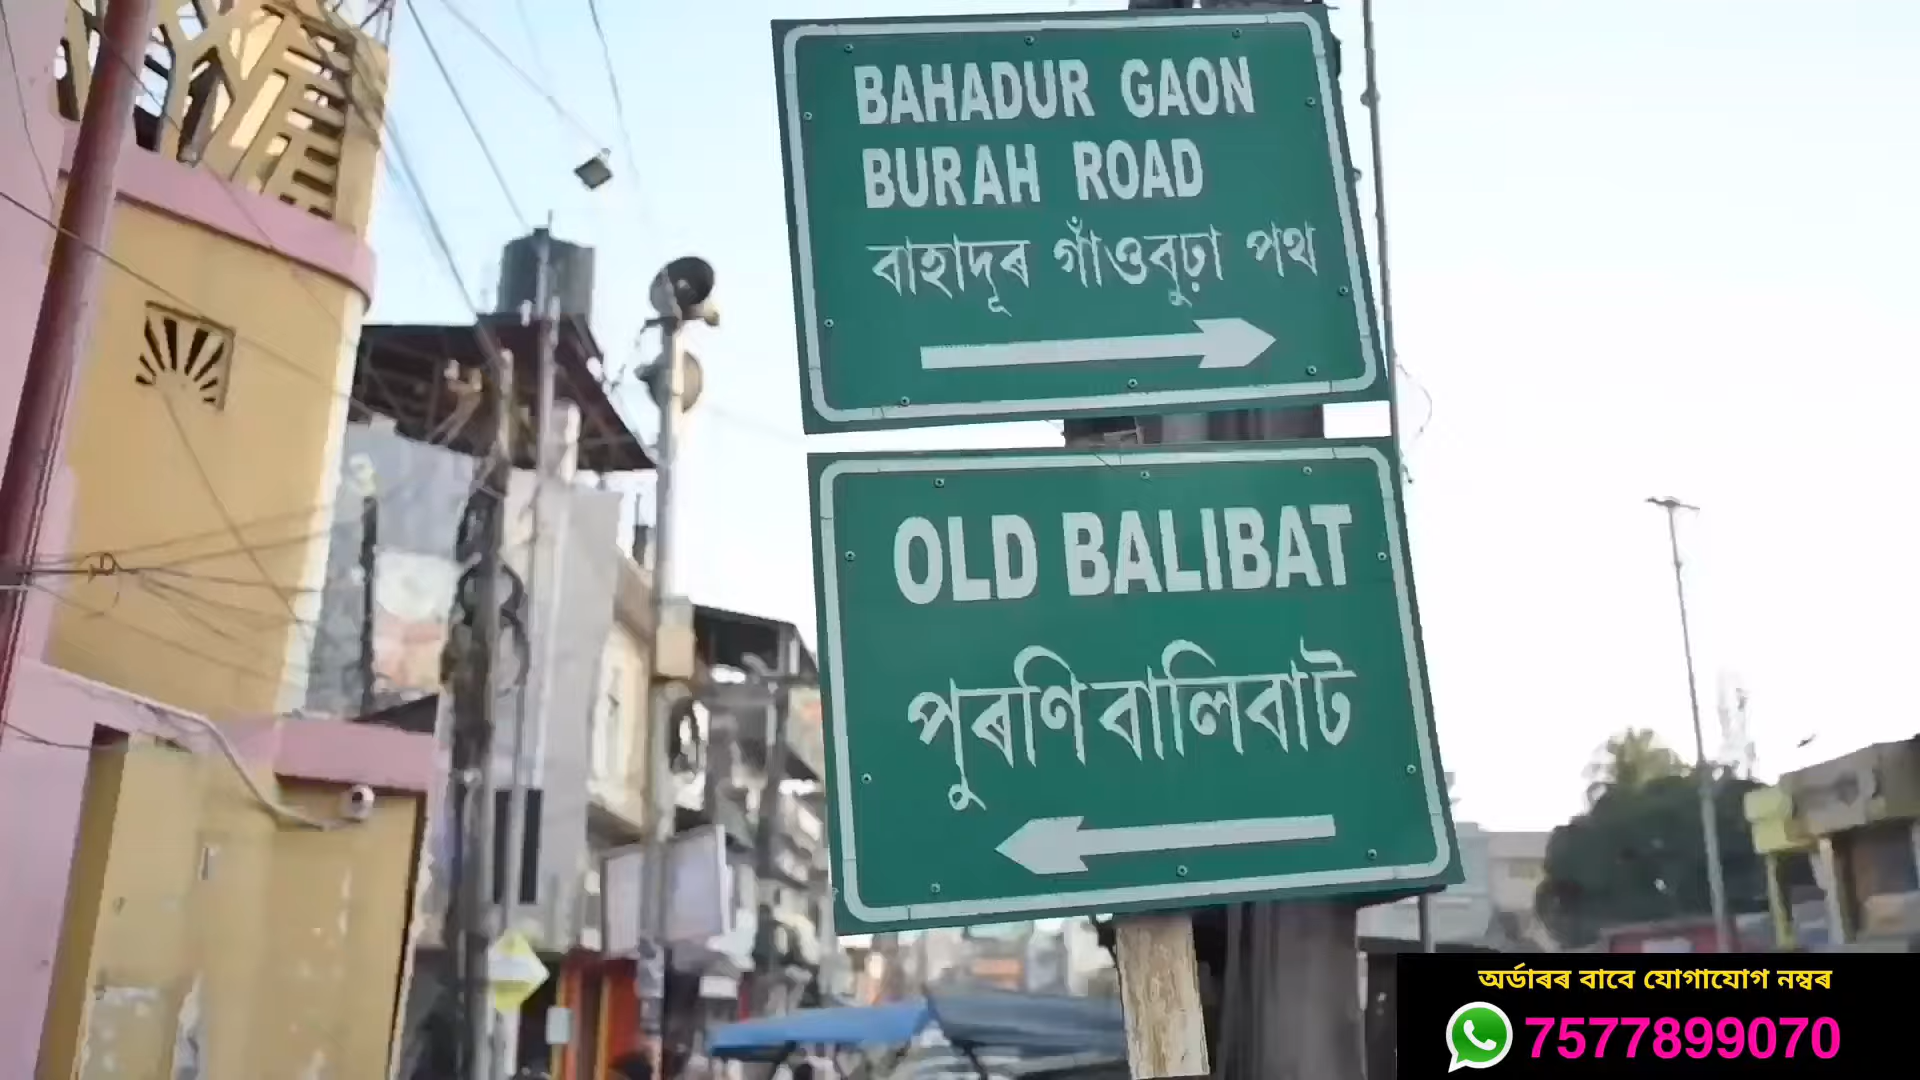 BAHADUR GAON
BURAH ROAD
বাহাদূৰ গাঁওবুঢ়া পথ
OLD BALIBAT
পুৰণি বালিবাট
অৰ্ডাৰৰ বাবে যোগাযোগ নম্বৰ
7577899070